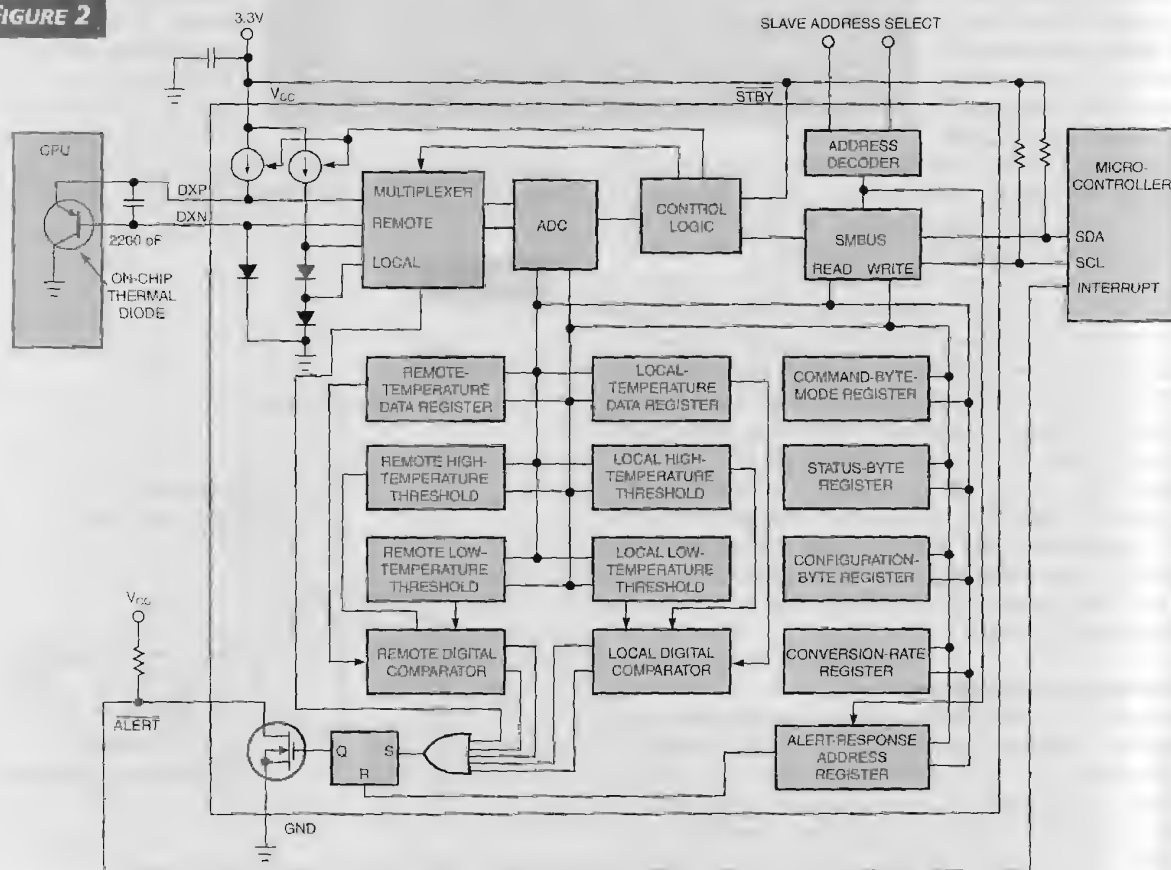 FIGURE 2
3.3V
SLAVE ADDRESS SELECT
VCC
STBY
CPU
DXP
DXN
2200 pF
ON-CHIP
THERMAL
DIODE
MULTIPLEXER
REMOTE
LOCAL
ADC
CONTROL
LOGIC
ADDRESS
DECODER
SMBUS
READ WRITE
MICRO-
CONTROLLER
SDA
SCL
INTERRUPT
REMOTE-
TEMPERATURE
DATA REGISTER
LOCAL-
TEMPERATURE
DATA REGISTER
COMMAND-BYTE-
MODE REGISTER
REMOTE HIGH-
TEMPERATURE
THRESHOLD
LOCAL HIGH-
TEMPERATURE
THRESHOLD
STATUS-BYTE
REGISTER
REMOTE LOW-
TEMPERATURE
THRESHOLD
LOCAL LOW-
TEMPERATURE
THRESHOLD
CONFIGURATION-
BYTE REGISTER
VCC
REMOTE DIGITAL
COMPARATOR
LOCAL DIGITAL
COMPARATOR
CONVERSION-RATE
REGISTER
ALERT
Q S
R
ALERT-RESPONSE
ADDRESS
REGISTER
GND